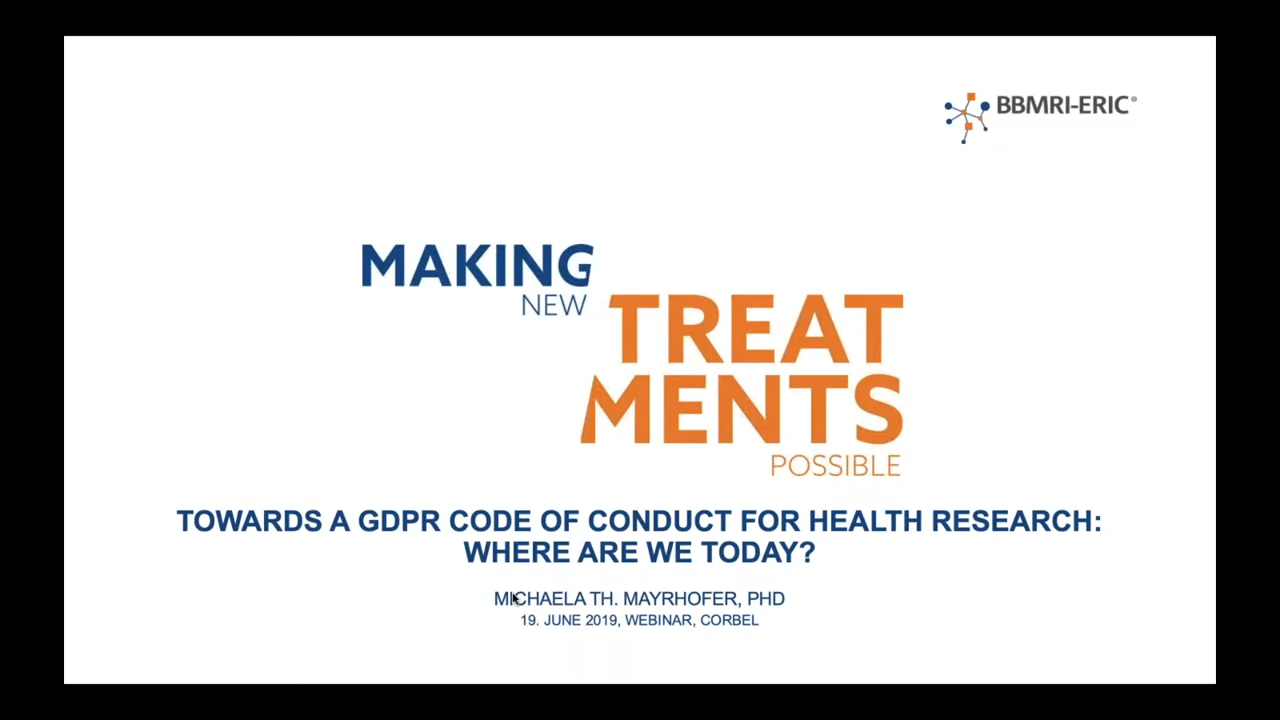 BBMRI-ERIC®
MAKING
NEW
TREAT
MENTS
POSSIBLE
TOWARDS A GDPR CODE OF CONDUCT FOR HEALTH RESEARCH:
WHERE ARE WE TODAY?
MICHAELA TH. MAYRHOFER, PHD
19. JUNE 2019, WEBINAR, CORBEL